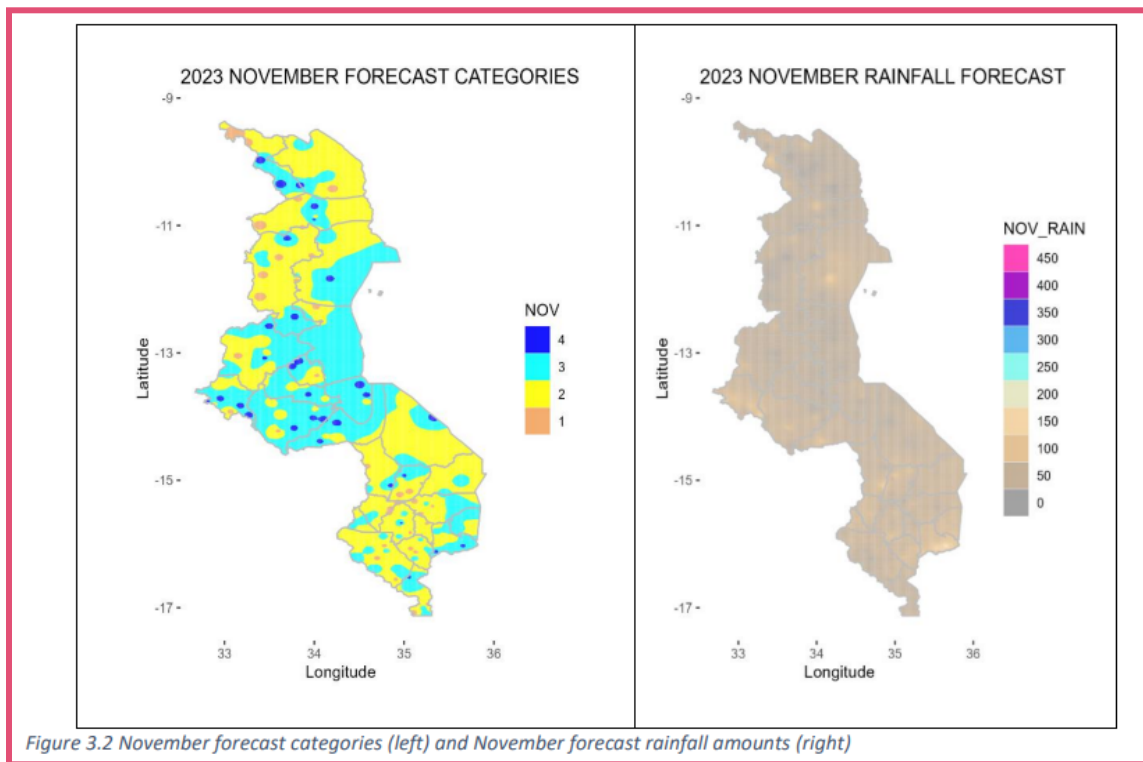 2023 NOVEMBER FORECAST CATEGORIES
-9
-11
-13
-15
-17
Latitude
33 34 35 36
Longitude
NOV
4
3
2
1
2023 NOVEMBER RAINFALL FORECAST
-9
-11
-13
-15
-17
Latitude
33 34 35 36
Longitude
NOV_RAIN
450
400
350
300
250
200
150
100
50
0
Figure 3.2 November forecast categories (left) and November forecast rainfall amounts (right)